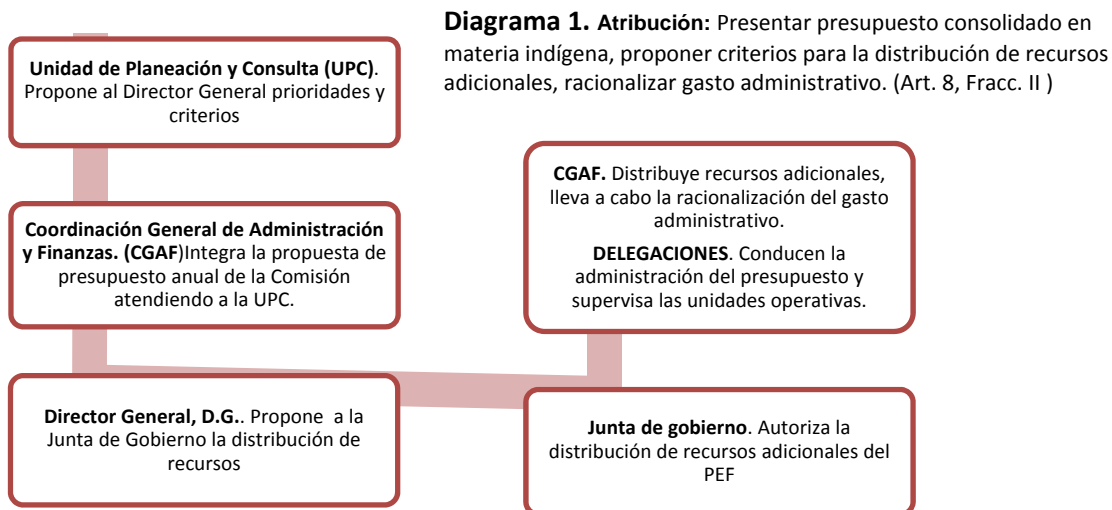 Diagrama 1. Atribución: Presentar presupuesto consolidado en
materia indígena, proponer criterios para la distribución de recursos
adicionales, racionalizar gasto administrativo. (Art. 8, Fracc. II )
Unidad de Planeación y Consulta (UPC).
Propone al Director General prioridades y
criterios
Coordinación General de Administración
y Finanzas. (CGAF)Integra la propuesta de
presupuesto anual de la Comisión
atendiendo a la UPC.
Director General, D.G.. Propone a la
Junta de Gobierno la distribución de
recursos
Junta de gobierno. Autoriza la
distribución de recursos adicionales del
PEF
CGAF. Distribuye recursos adicionales,
lleva a cabo la racionalización del gasto
administrativo.
DELEGACIONES. Conducen la
administración del presupuesto y
supervisa las unidades operativas.